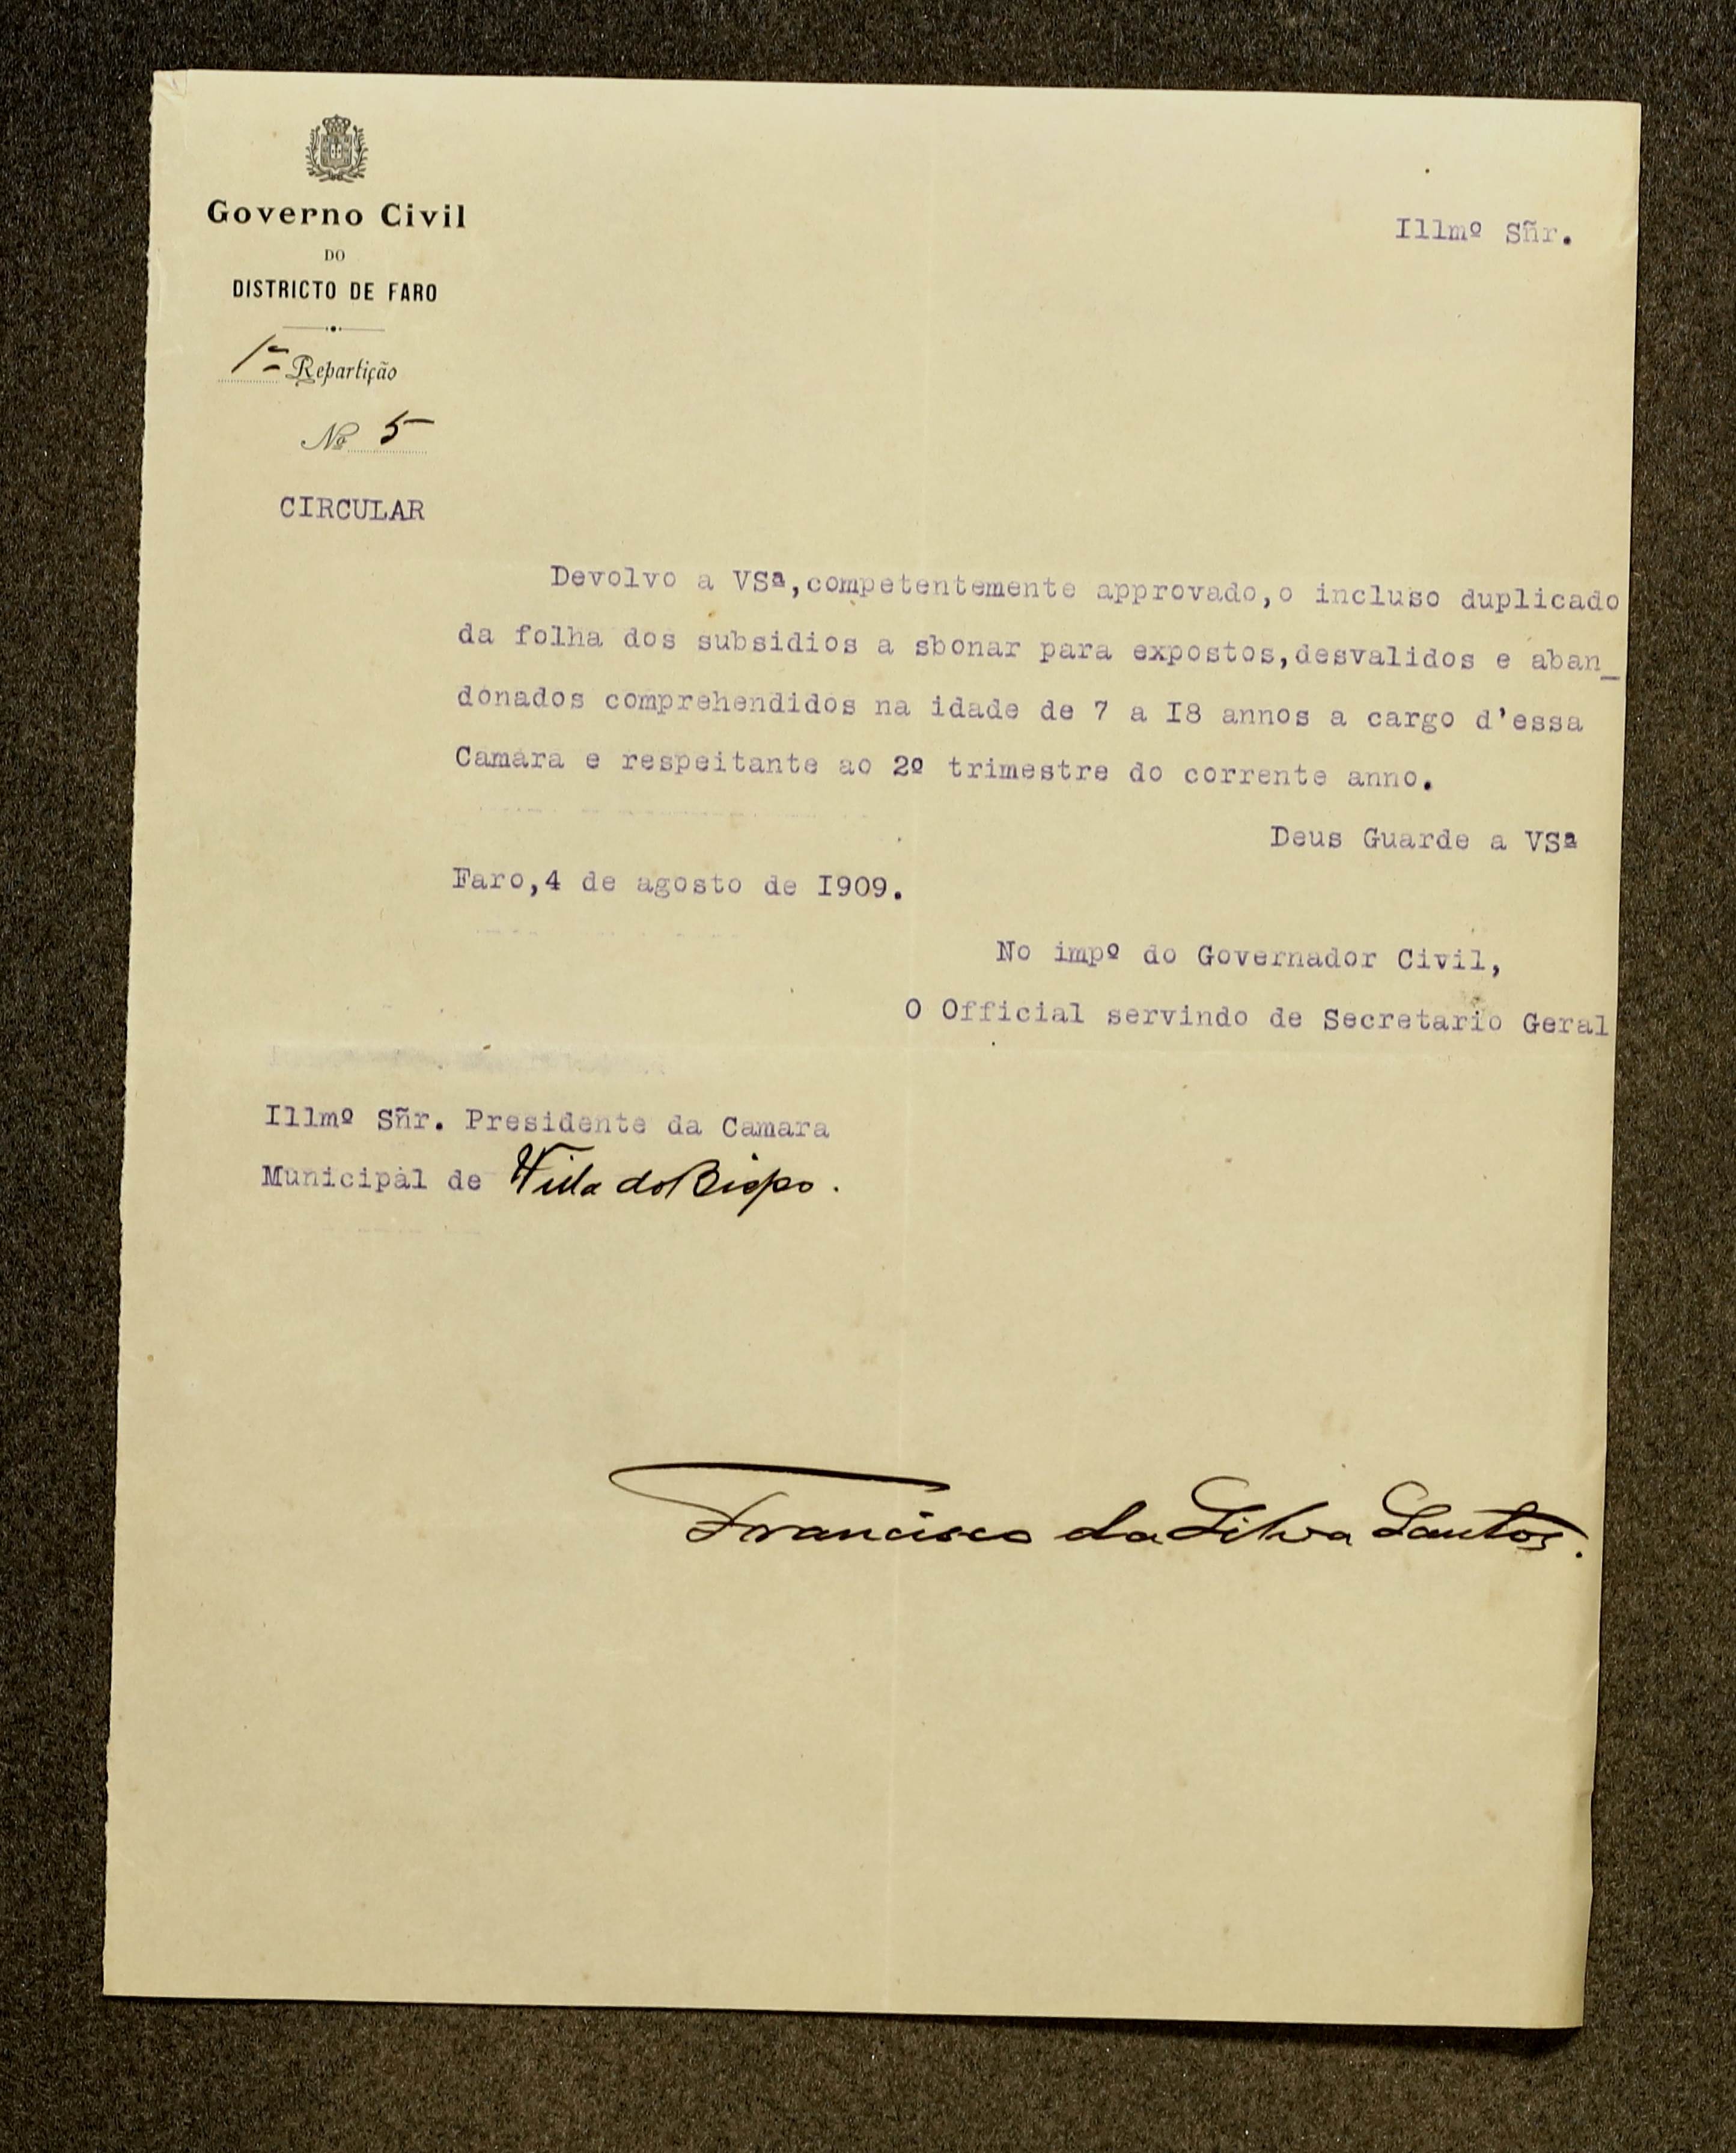 Governo Civil
DO
DISTRICTO DE FARO
1ª Repartição
Nº 5
CIRCULAR
Illmº Sñr.
Devolvo a VSª,competentemente approvado,o incluso duplicado
da folha dos subsidios a sbonar para expostos,desvalidos e aban_
donados comprehendidos na idade de 7 a I8 annos a cargo d'essa
Camara e respeitante ao 2º trimestre do corrente anno.
Deus Guarde a VSª
Faro,4 de agosto de I909.
No impº do Governador Civil,
O Official servindo de Secretario Geral
Illmº Sñr. Presidente da Camara
Municipal de Villa do Bispo.
Francisco da Silva Santos.